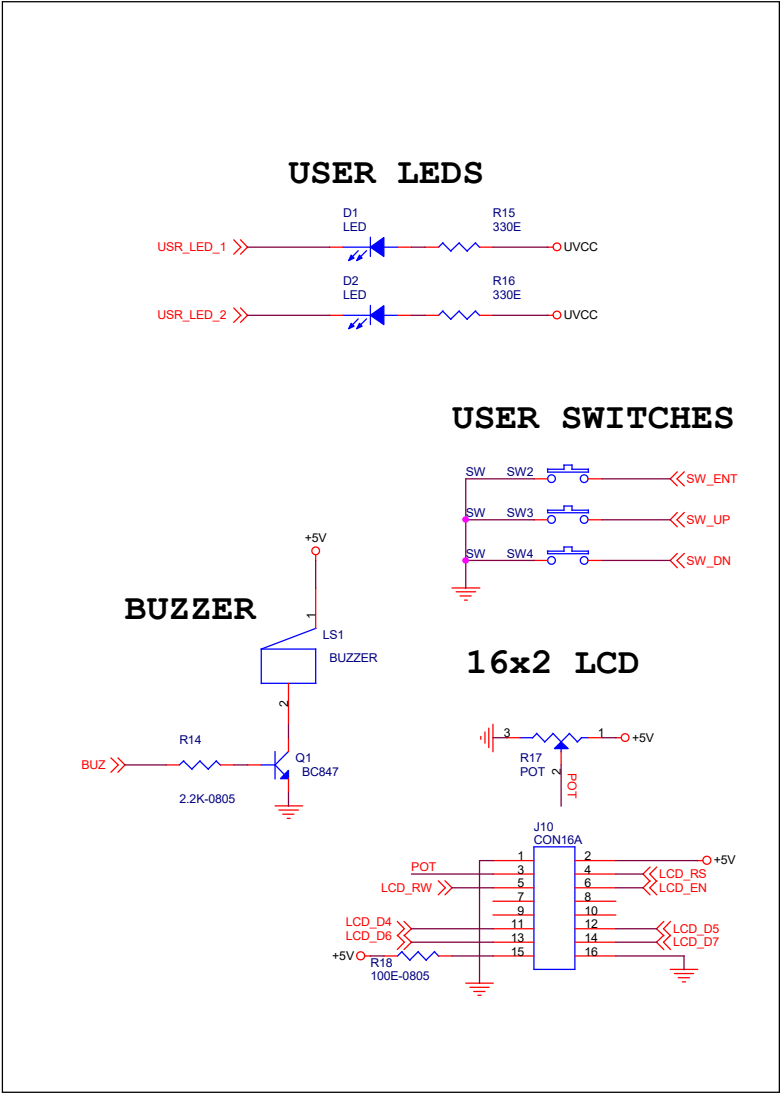 USER LEDS
D1
LED
R15
330E
USR_LED_1
UVCC
D2
LED
R16
330E
USR_LED_2
UVCC
USER SWITCHES
SW SW2
SW_ENT
SW SW3
SW_UP
SW SW4
SW_DN
+5V
BUZZER
1
LS1
BUZZER
2
R14
BUZ
Q1
BC847
2.2K-0805
16x2 LCD
3
1
+5V
R17
POT
2
POT
J10
CON16A
1 2
+5V
POT
3 4
LCD_RS
LCD_RW
5 6
LCD_EN
7 8
9 10
LCD_D4
11 12
LCD_D5
LCD_D6
13 14
LCD_D7
+5V
15 16
R18
100E-0805